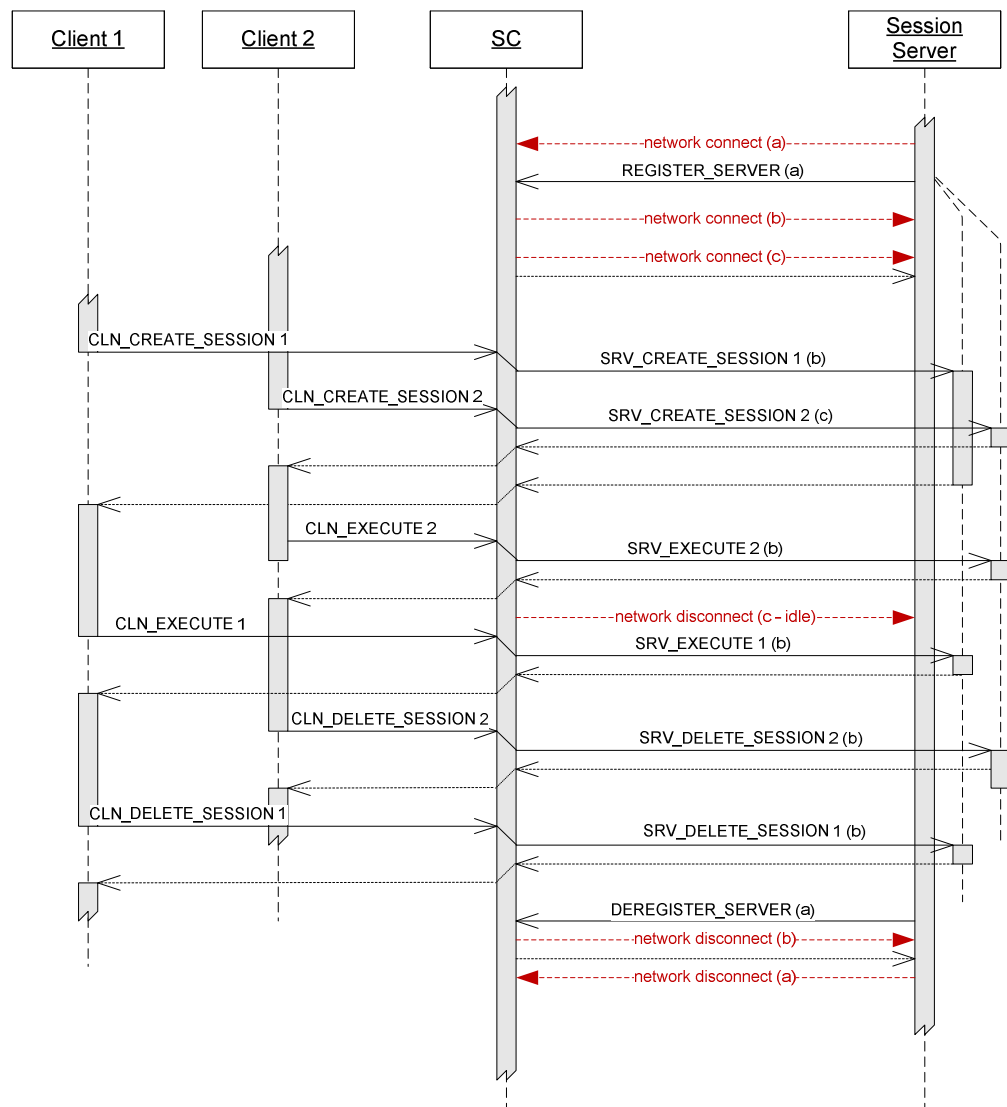 Client 1
Client 2
SC
Session
Server
network connect (a)
REGISTER_SERVER (a)
network connect (b)
network connect (c)
CLN_CREATE_SESSION 1
SRV_CREATE_SESSION 1 (b)
CLN_CREATE_SESSION 2
SRV_CREATE_SESSION 2 (c)
CLN_EXECUTE 2
SRV_EXECUTE 2 (b)
network disconnect (c - idle)
CLN_EXECUTE 1
SRV_EXECUTE 1 (b)
CLN_DELETE_SESSION 2
SRV_DELETE_SESSION 2 (b)
CLN_DELETE_SESSION 1
SRV_DELETE_SESSION 1 (b)
DEREGISTER_SERVER (a)
network disconnect (b)
network disconnect (a)